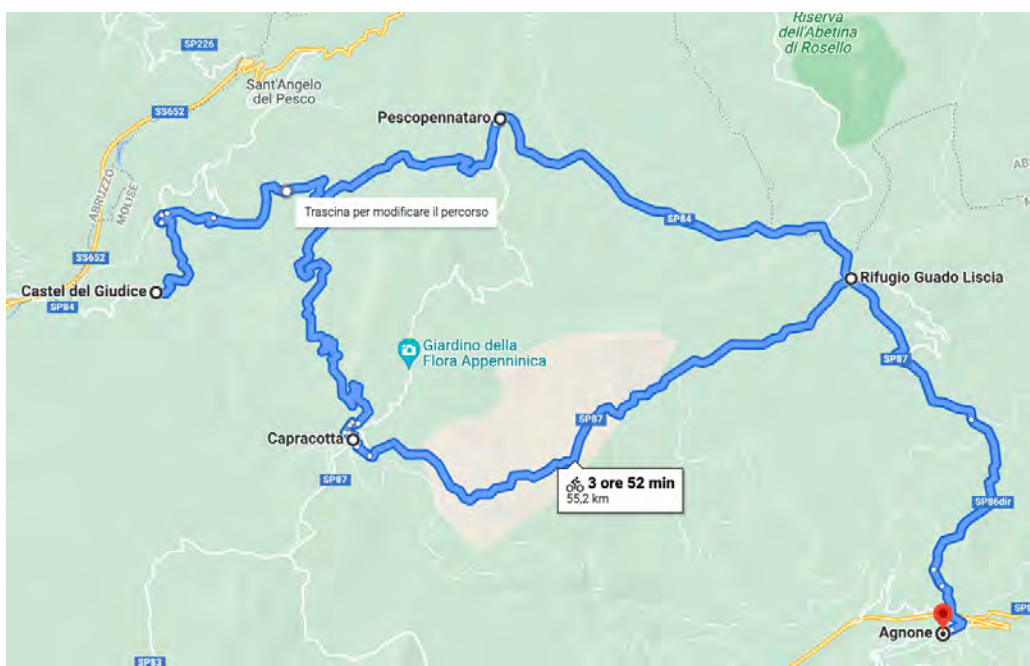 Riserva
dell'Abetina
di Rosello
SP226
Sant'Angelo
del Pesco
SS652
Pescopennataro
ABRUZZO
MOLISE
Trascina per modificare il percorso
SP84
SS652
Castel del Giudice
SP84
Rifugio Guado Liscia
Giardino della
Flora Appenninica
SP87
SP87
Capracotta
SP87
3 ore 52 min
55,2 km
SP86dir
Agnone
SP83